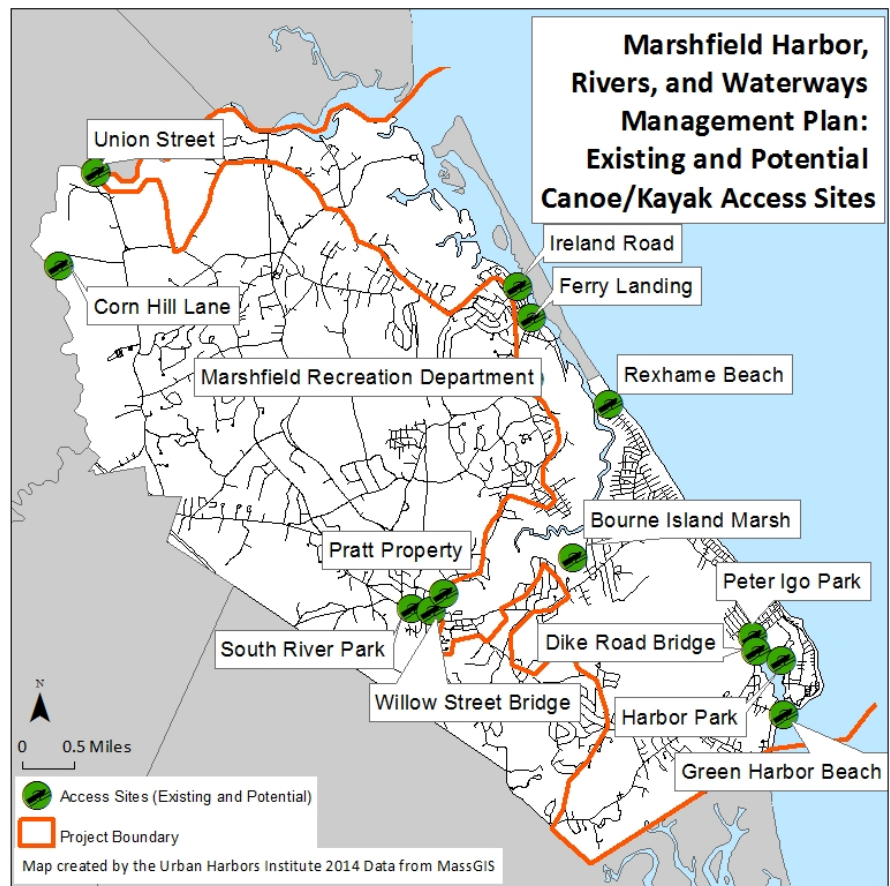 Marshfield Harbor,
Rivers, and Waterways
Management Plan:
Existing and Potential
Canoe/Kayak Access Sites
Union Street
Corn Hill Lane
Ireland Road
Ferry Landing
Marshfield Recreation Department
Rexhame Beach
Bourne Island Marsh
Pratt Property
Peter Igo Park
South River Park
Dike Road Bridge
Willow Street Bridge
Harbor Park
Green Harbor Beach
N
0 0.5 Miles
Access Sites (Existing and Potential)
Project Boundary
Map created by the Urban Harbors Institute 2014 Data from MassGIS